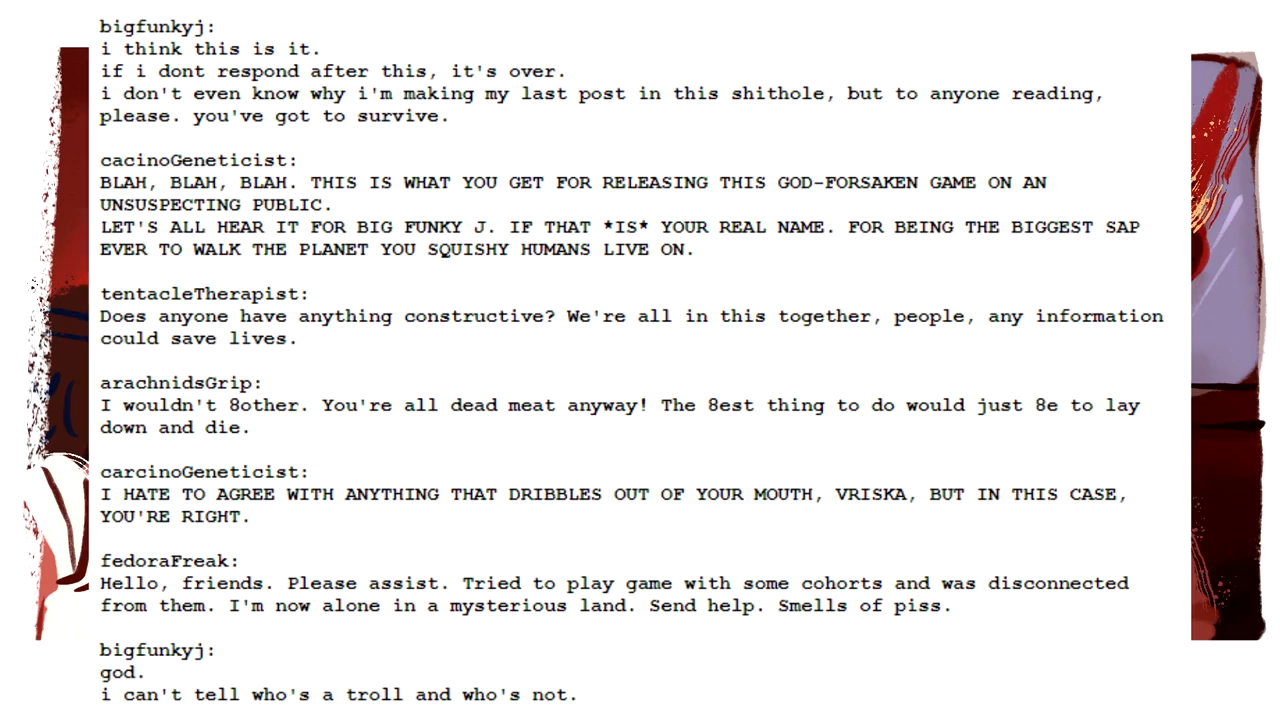 bigfunkyj:
i think this is it.
if i dont respond after this, it's over.
i don't even know why i'm making my last post in this shithole, but to anyone reading,
please. you've got to survive.
cacinoGeneticist:
BLAH, BLAH, BLAH. THIS IS WHAT YOU GET FOR RELEASING THIS GOD-FORSAKEN GAME ON AN
UNSUSPECTING PUBLIC.
LET'S ALL HEAR IT FOR BIG FUNKY J. IF THAT *IS* YOUR REAL NAME. FOR BEING THE BIGGEST SAP
EVER TO WALK THE PLANET YOU SQUISHY HUMANS LIVE ON.
tentacleTherapist:
Does anyone have anything constructive? We're all in this together, people, any information
could save lives.
arachnidsGrip:
I wouldn't 8other. You're all dead meat anyway! The 8est thing to do would just 8e to lay
down and die.
carcinoGeneticist:
I HATE TO AGREE WITH ANYTHING THAT DRIBBLES OUT OF YOUR MOUTH, VRISKA, BUT IN THIS CASE,
YOU'RE RIGHT.
fedoraFreak:
Hello, friends. Please assist. Tried to play game with some cohorts and was disconnected
from them. I'm now alone in a mysterious land. Send help. Smells of piss.
bigfunkyj:
god.
i can't tell who's a troll and who's not.